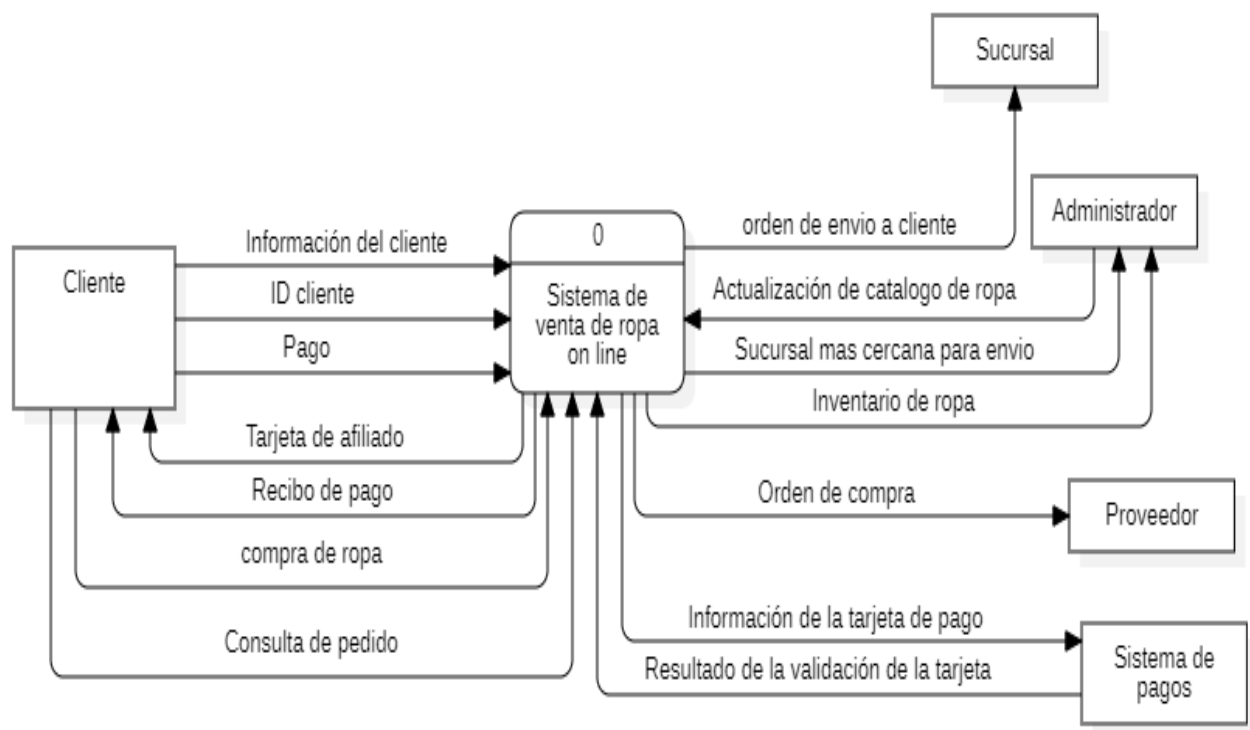 Sucursal
Administrador
orden de envio a cliente
Información del cliente
0
Cliente
ID cliente
Sistema de
venta de ropa
on line
Actualización de catalogo de ropa
Pago
Sucursal mas cercana para envio
Inventario de ropa
Tarjeta de afiliado
Recibo de pago
Orden de compra
Proveedor
compra de ropa
Información de la tarjeta de pago
Consulta de pedido
Resultado de la validación de la tarjeta
Sistema de
pagos